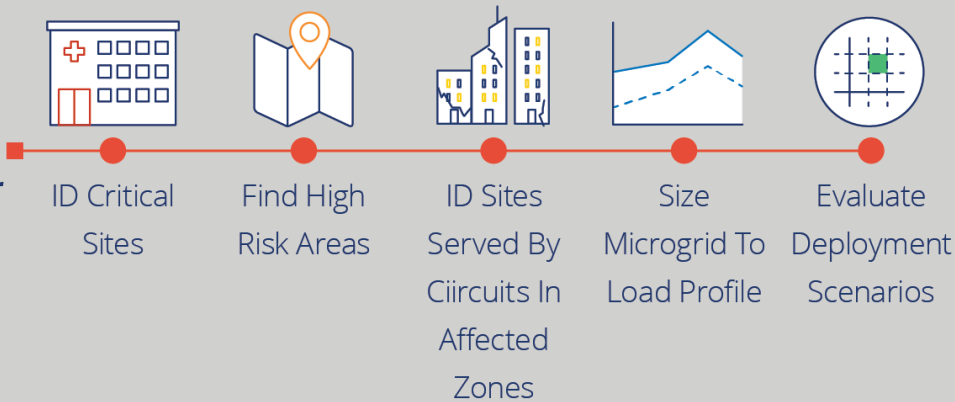 ID Critical
Sites
Find High
Risk Areas
ID Sites
Served By
Ciircuits In
Affected
Zones
Size
Microgrid To
Load Profile
Evaluate
Deployment
Scenarios